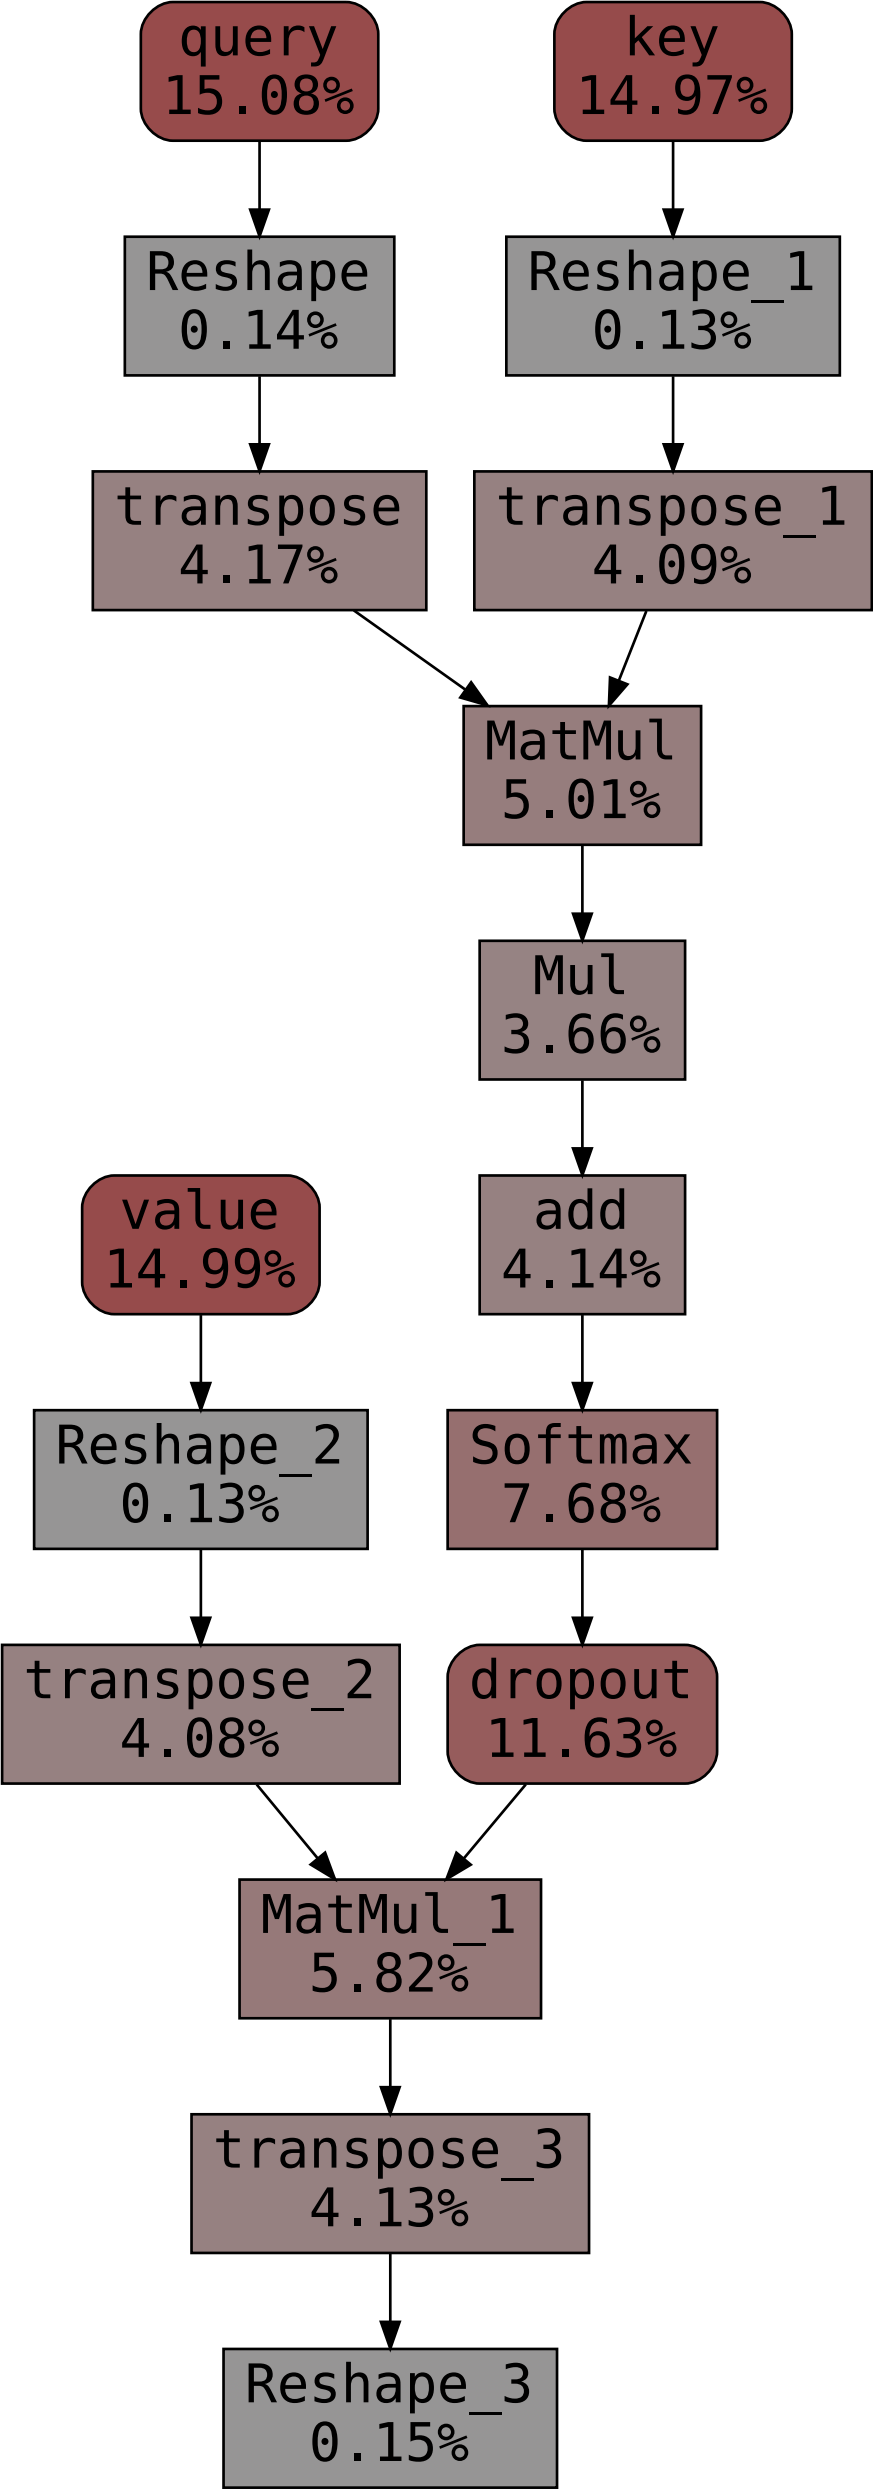 query
15.08%
key
14.97%
Reshape
0.14%
Reshape_1
0.13%
transpose
4.17%
transpose_1
4.09%
MatMul
5.01%
Mul
3.66%
value
14.99%
add
4.14%
Reshape_2
0.13%
Softmax
7.68%
transpose_2
4.08%
dropout
11.63%
MatMul_1
5.82%
transpose_3
4.13%
Reshape_3
0.15%